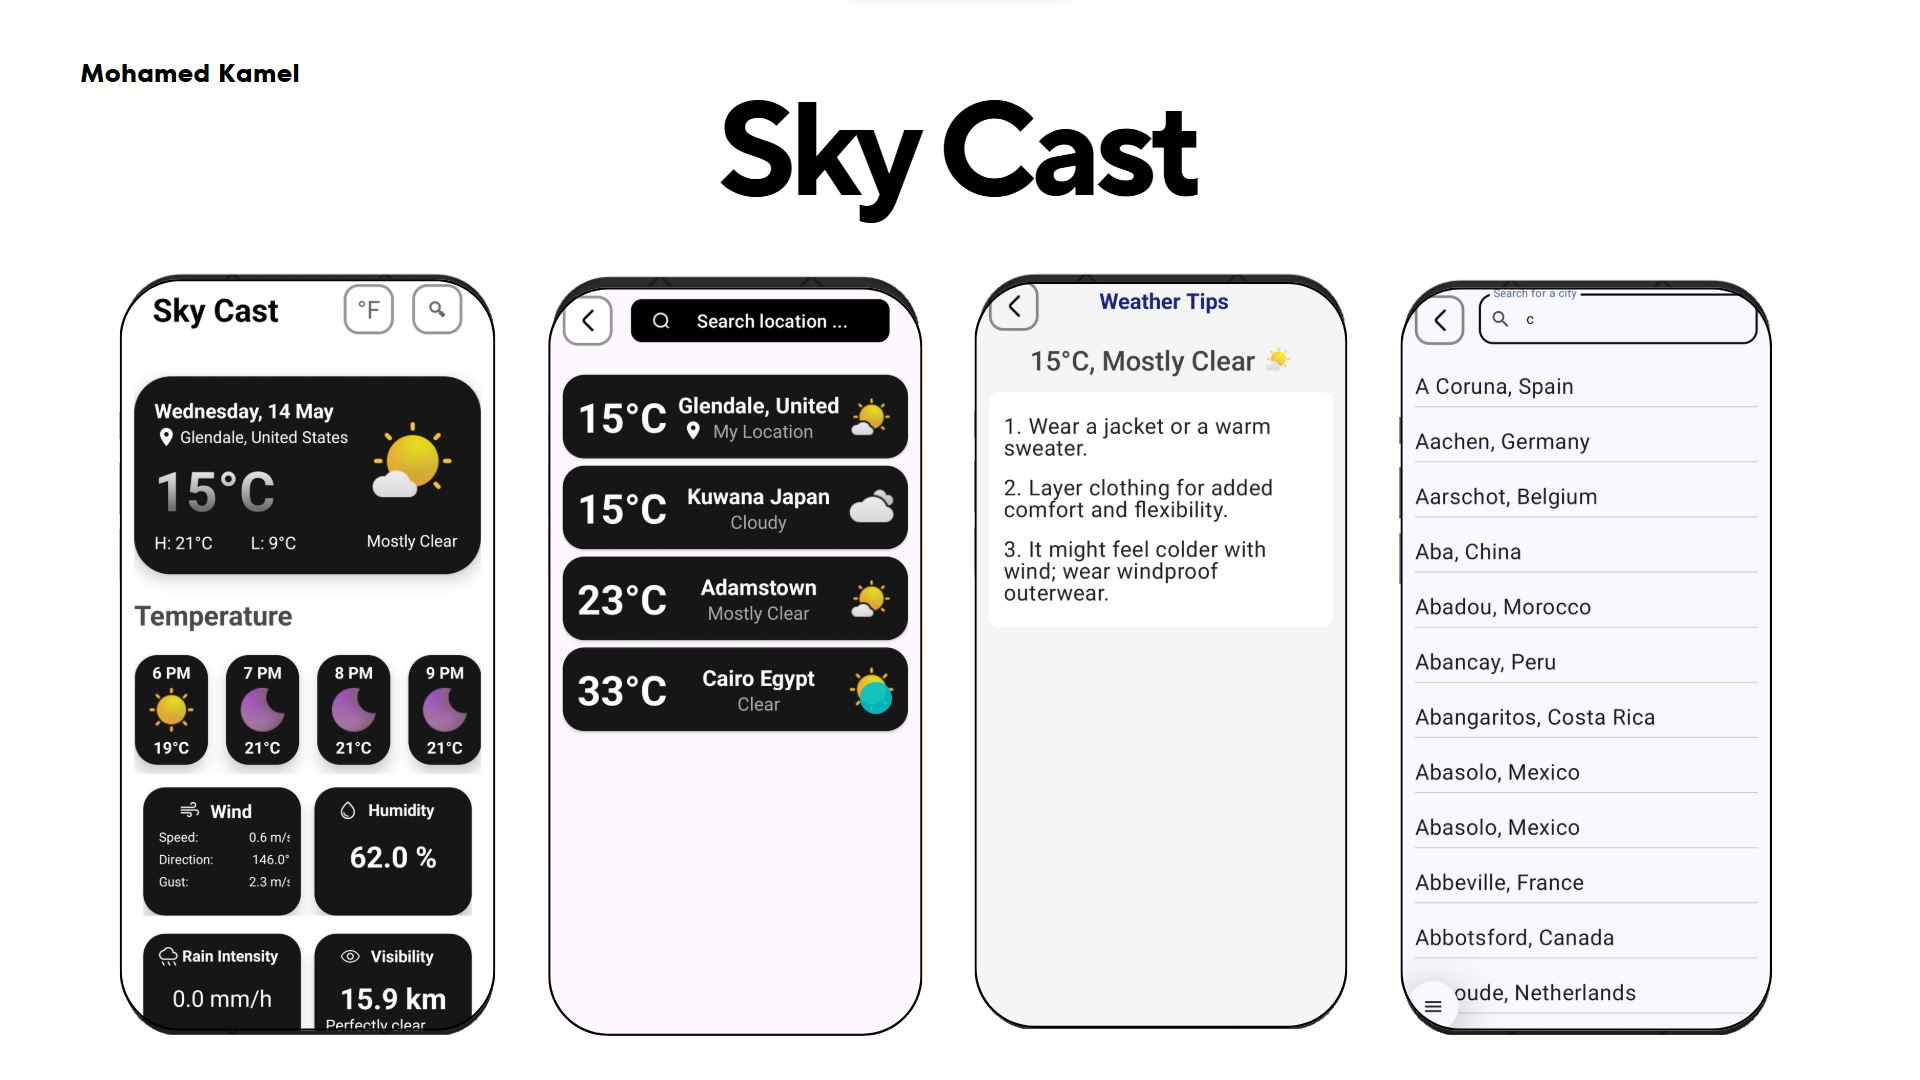 Mohamed Kamel
Sky Cast
Sky Cast
°F
Wednesday, 14 May
Glendale, United States
15°C
H: 21°C L: 9°C
Mostly Clear
Temperature
6 PM 7 PM 8 PM 9 PM
19°C 21°C 21°C 21°C
Wind
Speed: 0.6 m/s
Direction: 146.0°
Gust: 2.3 m/s
Humidity
62.0 %
Rain Intensity
0.0 mm/h
Visibility
15.9 km
Perfectly clear
Search location ...
15°C
Glendale, United
My Location
15°C
Kuwana Japan
Cloudy
23°C
Adamstown
Mostly Clear
33°C
Cairo Egypt
Clear
Weather Tips
15°C, Mostly Clear
1. Wear a jacket or a warm
sweater.
2. Layer clothing for added
comfort and flexibility.
3. It might feel colder with
wind; wear windproof
outerwear.
Search for a city
c
A Coruna, Spain
Aachen, Germany
Aarschot, Belgium
Aba, China
Abadou, Morocco
Abancay, Peru
Abangaritos, Costa Rica
Abasolo, Mexico
Abasolo, Mexico
Abbeville, France
Abbotsford, Canada
oude, Netherlands